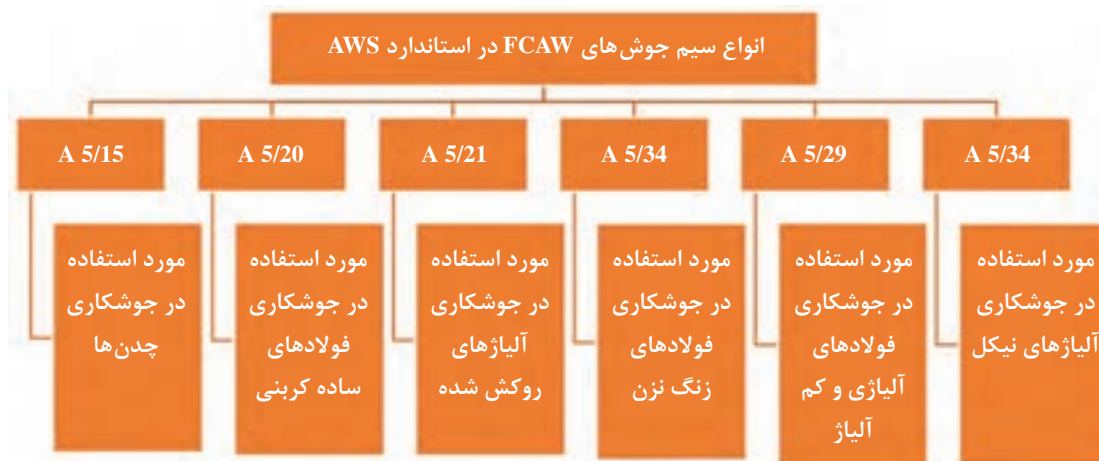 انواع سیم جوش‌های FCAW در استاندارد AWS
A 5/15
A 5/20
A 5/21
A 5/34
A 5/29
A 5/34
مورد استفاده
در جوشکاری
چدن‌ها
مورد استفاده
در جوشکاری
فولادهای
ساده کربنی
مورد استفاده
در جوشکاری
آلیاژهای
روکش شده
مورد استفاده
در جوشکاری
فولادهای
زنگ نزن
مورد استفاده
در جوشکاری
فولادهای
آلیاژی و کم
آلیاژ
مورد استفاده
در جوشکاری
آلیاژهای نیکل